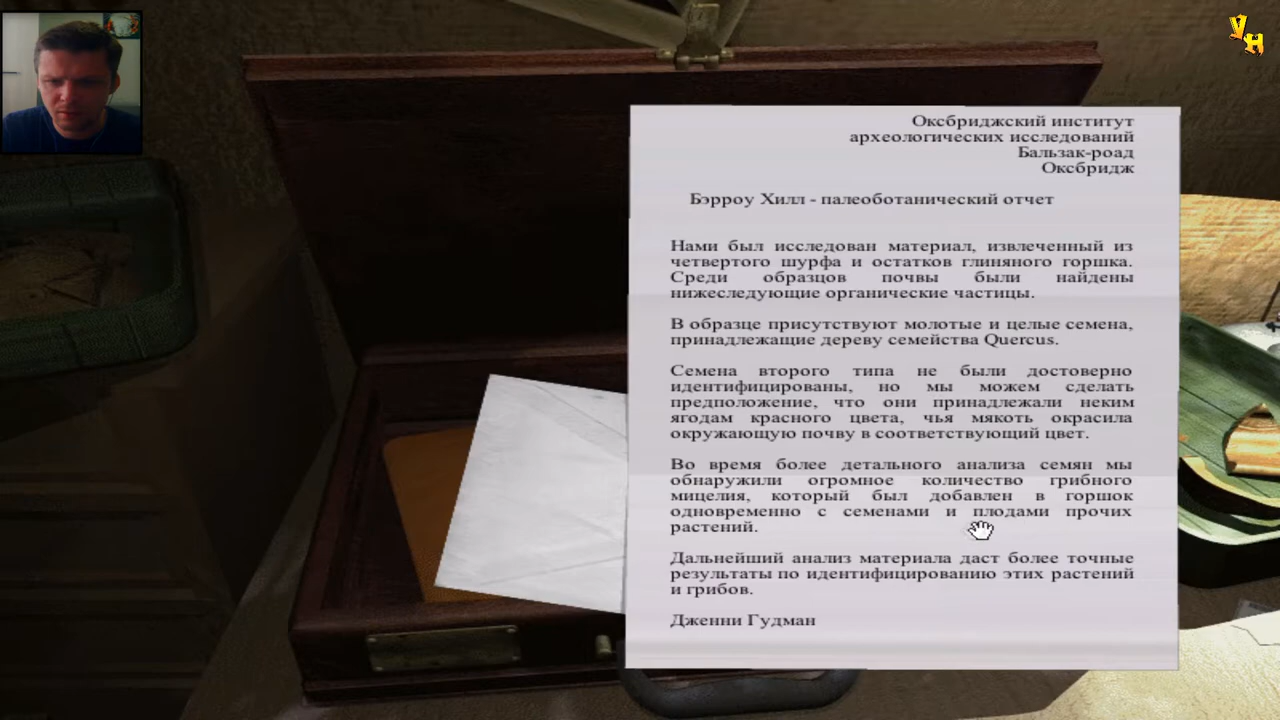 Оксбриджский институт
археологических исследований
Бальзак-роад
Оксбридж
Бэрроу Хилл - палеоботанический отчет
Нами был исследован материал, извлеченный из
четвертого шурфа и остатков глиняного горшка.
Среди образцов почвы были найдены
нижеследующие органические частицы.
В образце присутствуют молотые и целые семена,
принадлежащие дереву семейства Quercus.
Семена второго типа не были достоверно
идентифицированы, но мы можем сделать
предположение, что они принадлежали неким
ягодам красного цвета, чья мякоть окрасила
окружающую почву в соответствующий цвет.
Во время более детального анализа семян мы
обнаружили огромное количество грибного
мицелия, который был добавлен в горшок
одновременно с семенами и плодами прочих
растений.
Дальнейший анализ материала даст более точные
результаты по идентифицированию этих растений
и грибов.
Дженни Гудман
УН